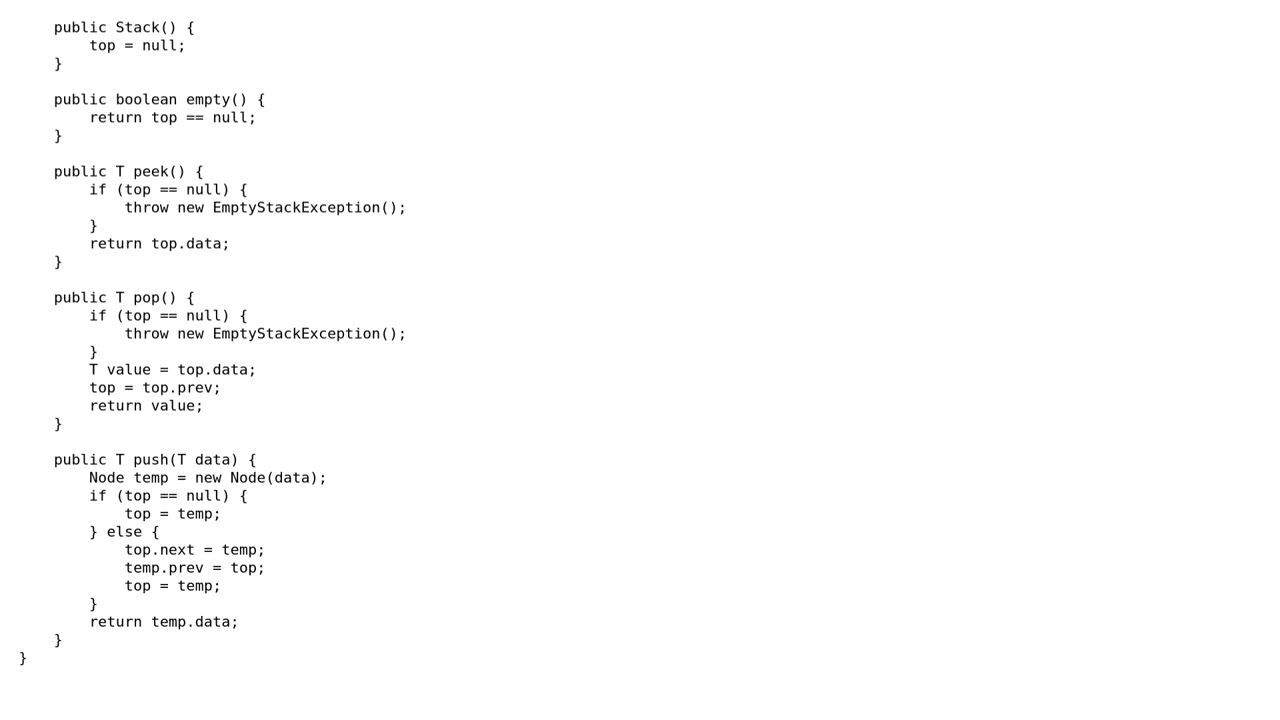 public Stack() {
        top = null;
    }

    public boolean empty() {
        return top == null;
    }

    public T peek() {
        if (top == null) {
            throw new EmptyStackException();
        }
        return top.data;
    }

    public T pop() {
        if (top == null) {
            throw new EmptyStackException();
        }
        T value = top.data;
        top = top.prev;
        return value;
    }

    public T push(T data) {
        Node temp = new Node(data);
        if (top == null) {
            top = temp;
        } else {
            top.next = temp;
            temp.prev = top;
            top = temp;
        }
        return temp.data;
    }
}